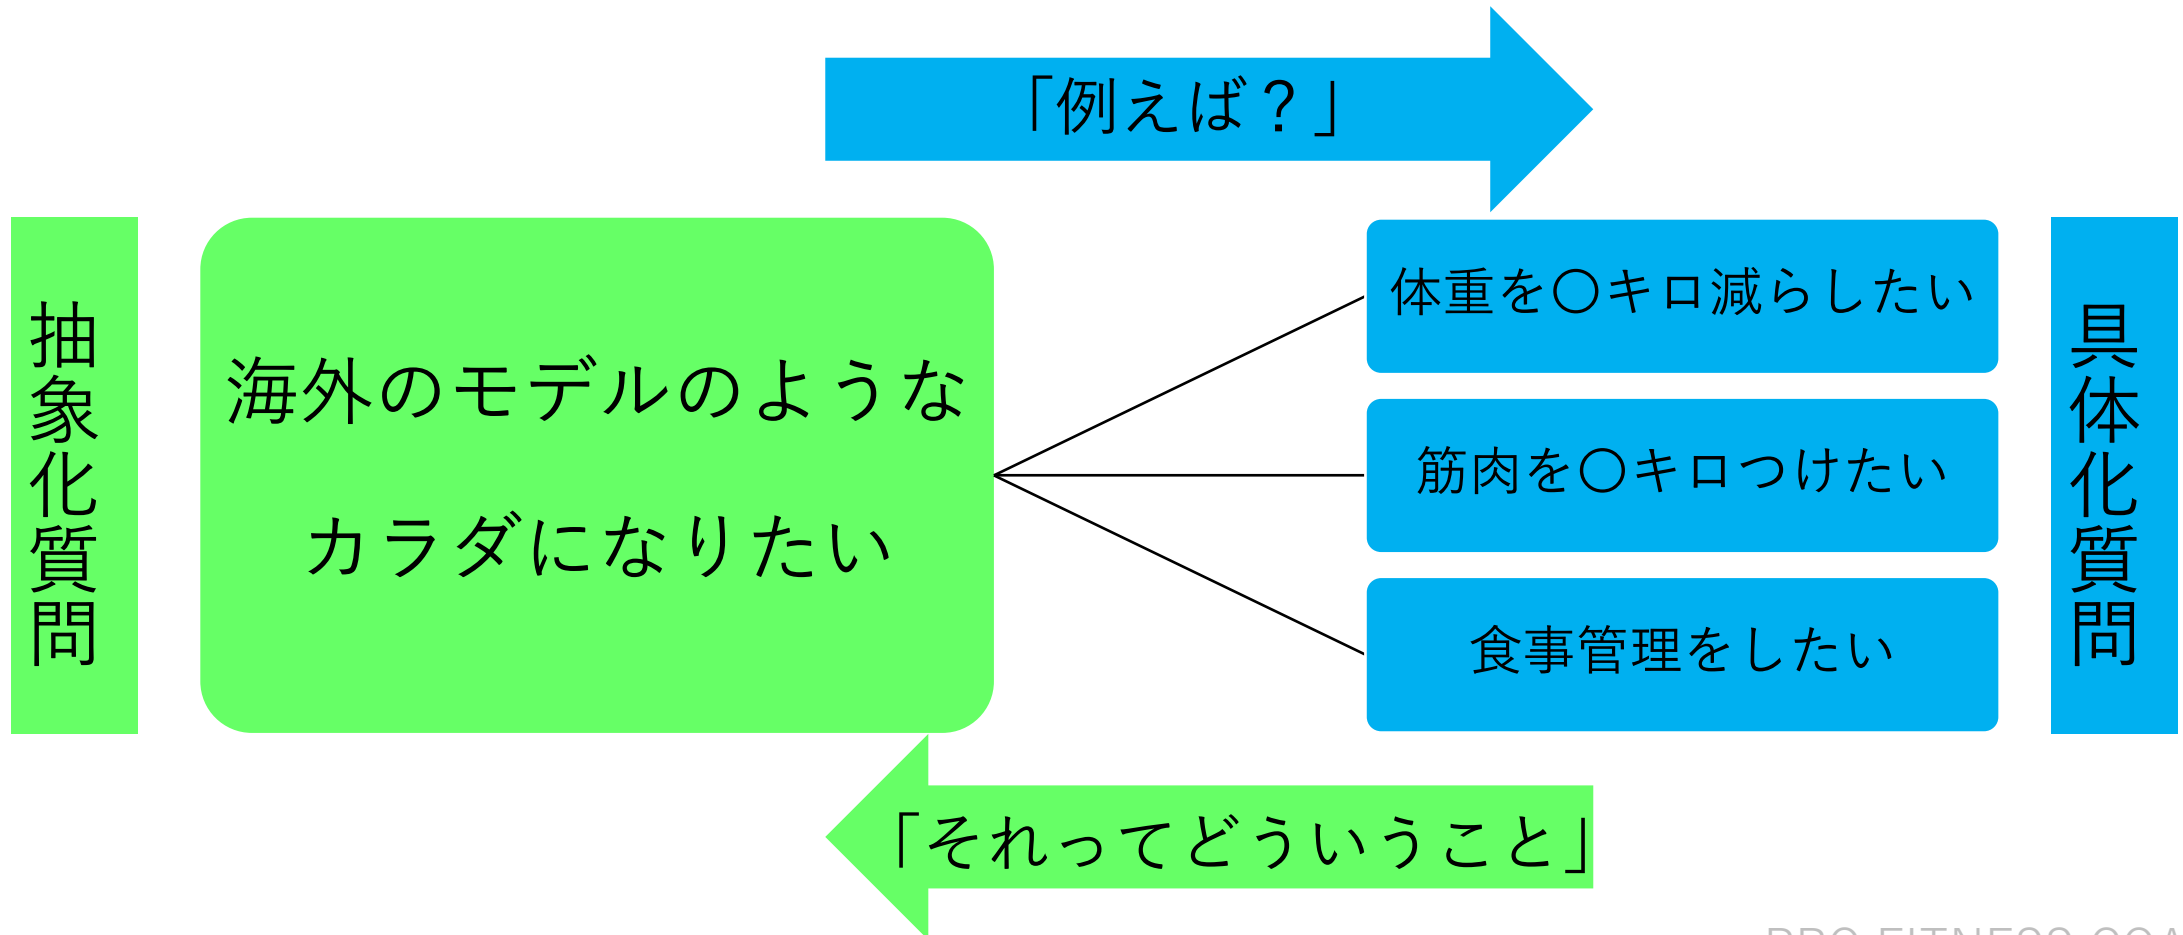 「例えば？」
抽象化質問
海外のモデルのような
カラダになりたい
体重を〇キロ減らしたい
筋肉を〇キロつけたい
食事管理をしたい
具体化質問
「それってどういうこと」
PRO FITNESS COA